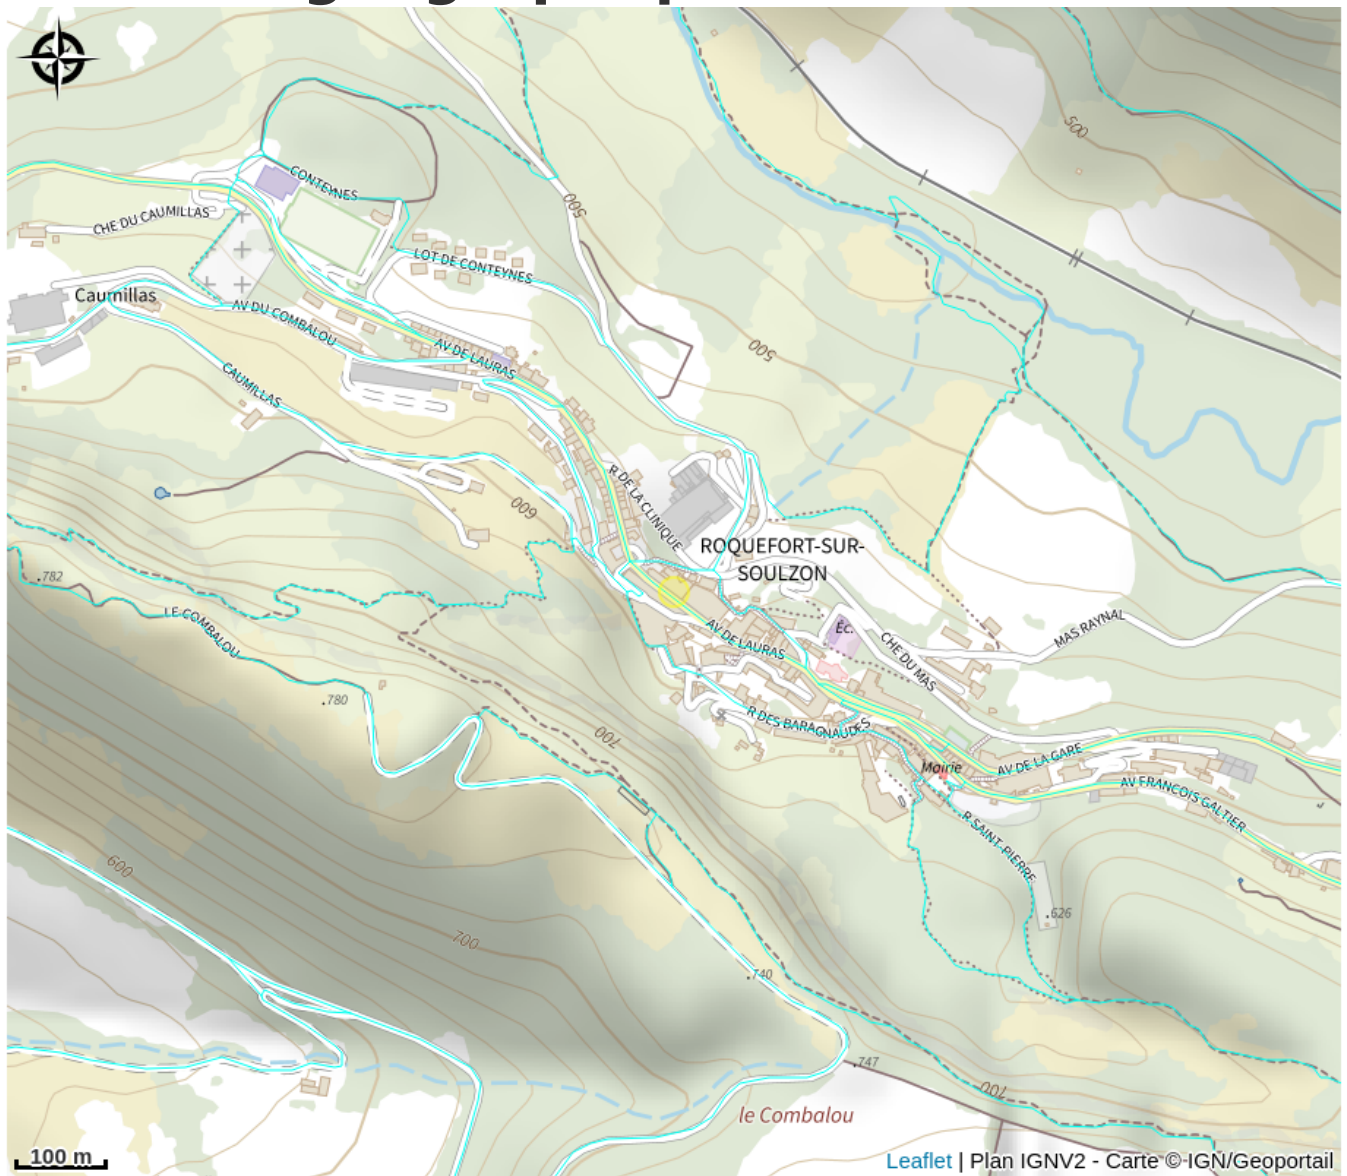 505
CONTEYNES
500
CHE DU CAUMILLAS
LOT DE CONTEYNES
Caumillas
AV DU COMBALOU
AV DE LAURAS
500
CAUMILLAS
R DE LA CLINIQUE
600
ROQUEFORT-SUR-
SOULZON
.782
LE COMBALOU
AV DE LAURAS
Éc.
CHE DU MAS
MAS RAYNAL
.780
700
R DES BARAGNAUDES
Mairie
AV DE LA GARE
AV FRANCOIS GALTIER
R SAINT-PIERRE
600
.626
700
.740
.747
700
le Combalou
100 m
Leaflet | Plan IGNV2 - Carte © IGN/Geoportail